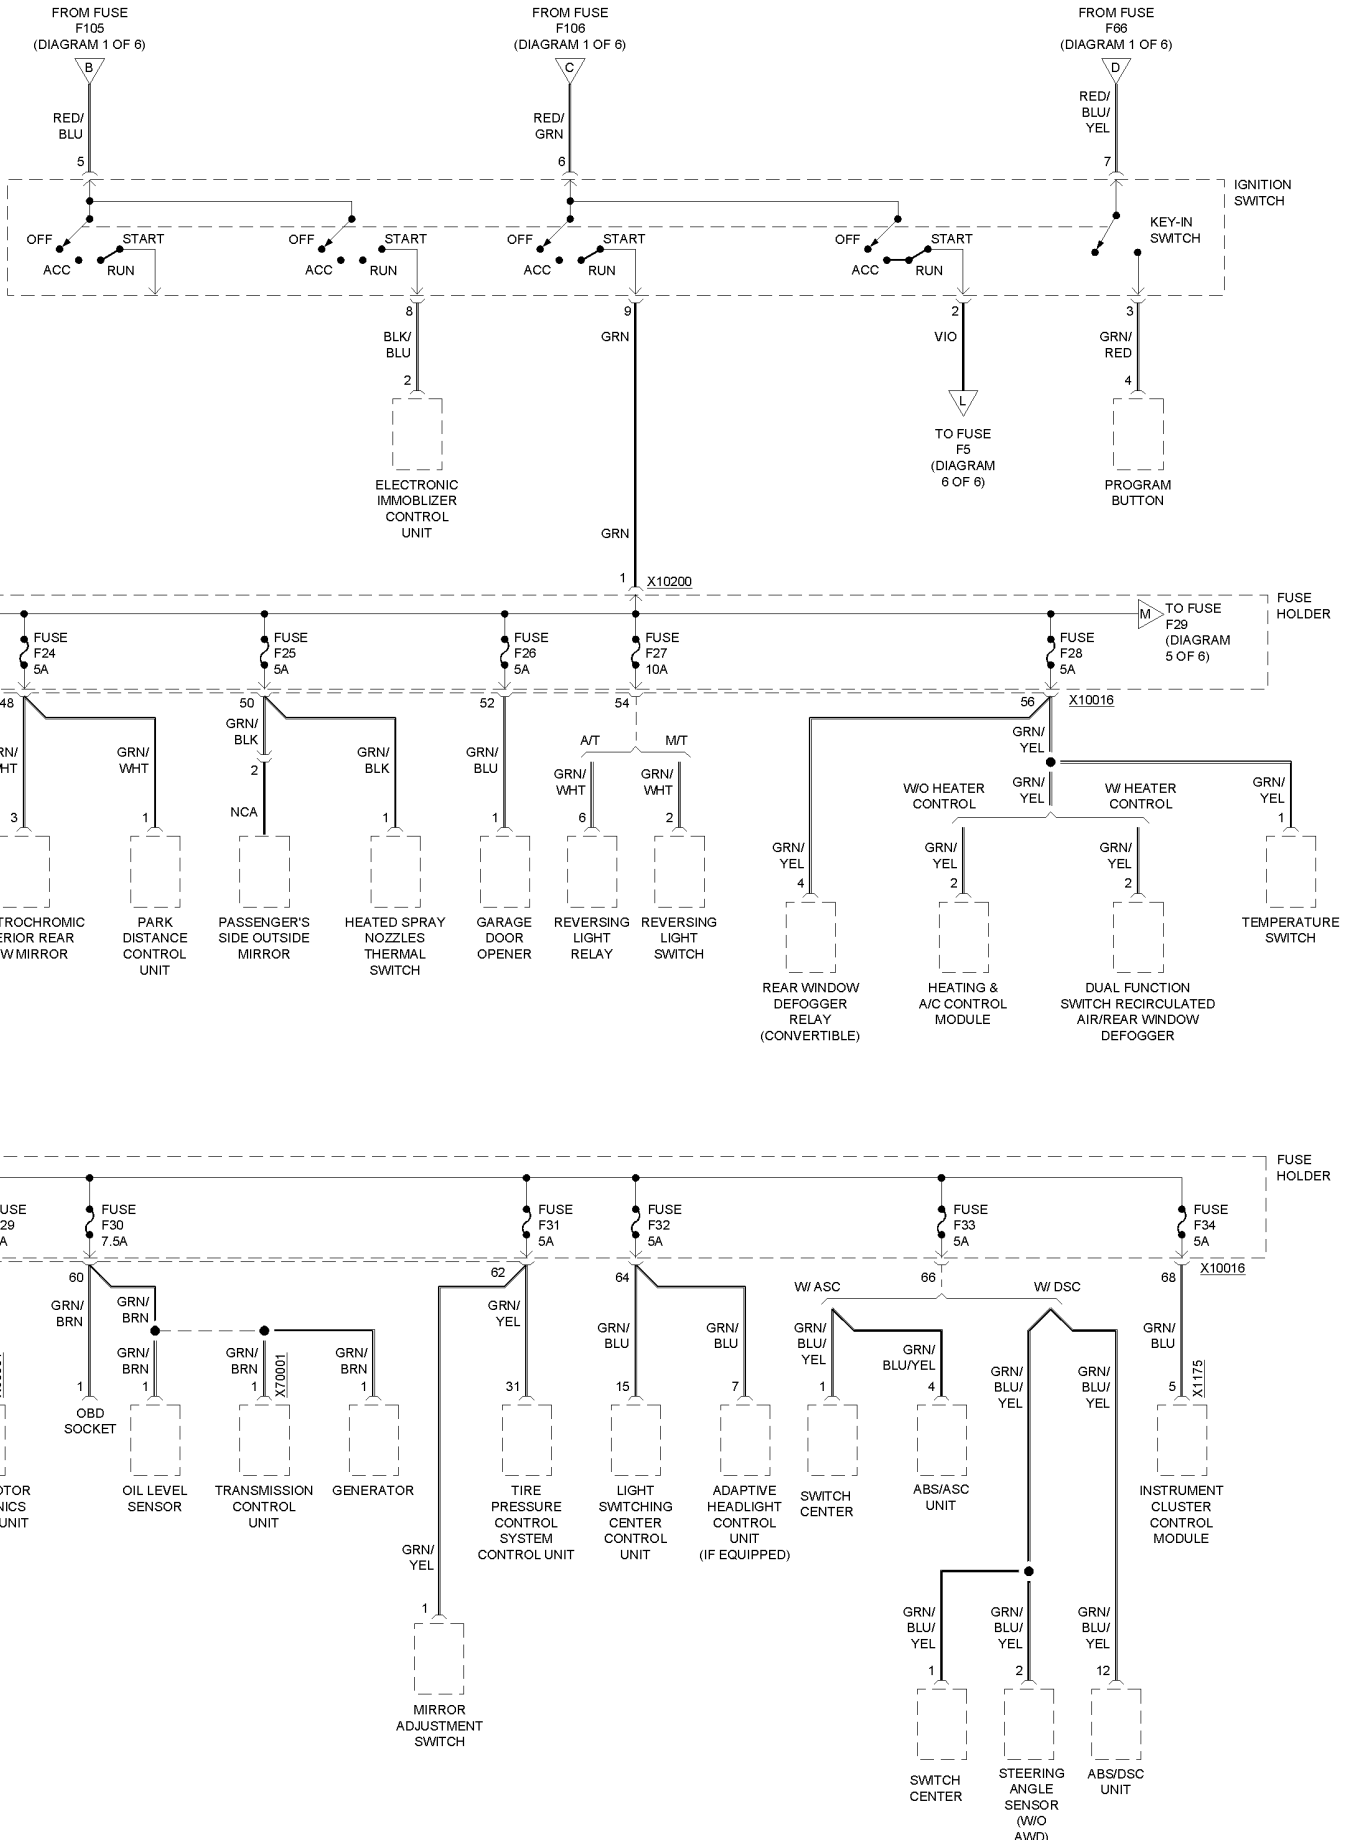 FROM FUSE
F105
(DIAGRAM 1 OF 6)
B
RED/
BLU
5
FROM FUSE
F106
(DIAGRAM 1 OF 6)
C
RED/
GRN
6
FROM FUSE
F66
(DIAGRAM 1 OF 6)
D
RED/
BLU/
YEL
7
IGNITION
SWITCH
OFF
ACC
RUN
START
OFF
ACC
RUN
START
OFF
ACC
RUN
START
OFF
ACC
RUN
START
KEY-IN
SWITCH
8
BLK/
BLU
2
ELECTRONIC
IMMOBLIZER
CONTROL
UNIT
9
GRN
GRN
1
X10200
2
VIO
L
TO FUSE
F5
(DIAGRAM
6 OF 6)
3
GRN/
RED
4
PROGRAM
BUTTON
FUSE
HOLDER
FUSE
F24
5A
FUSE
F25
5A
FUSE
F26
5A
FUSE
F27
10A
FUSE
F28
5A
M
TO FUSE
F29
(DIAGRAM
5 OF 6)
48
50
52
54
56
X10016
RN/
HT
3
TROCHROMIC
ERIOR REAR
W MIRROR
GRN/
WHT
1
PARK
DISTANCE
CONTROL
UNIT
GRN/
BLK
2
NCA
PASSENGER'S
SIDE OUTSIDE
MIRROR
GRN/
BLK
1
HEATED SPRAY
NOZZLES
THERMAL
SWITCH
GRN/
BLU
1
GARAGE
DOOR
OPENER
A/T
M/T
GRN/
WHT
6
REVERSING
LIGHT
RELAY
GRN/
WHT
2
REVERSING
LIGHT
SWITCH
GRN/
YEL
GRN/
YEL
W/O HEATER
CONTROL
W/ HEATER
CONTROL
GRN/
YEL
4
REAR WINDOW
DEFOGGER
RELAY
(CONVERTIBLE)
GRN/
YEL
2
HEATING &
A/C CONTROL
MODULE
GRN/
YEL
2
DUAL FUNCTION
SWITCH RECIRCULATED
AIR/REAR WINDOW
DEFOGGER
GRN/
YEL
1
TEMPERATURE
SWITCH
FUSE
HOLDER
USE
29
A
FUSE
F30
7.5A
FUSE
F31
5A
FUSE
F32
5A
FUSE
F33
5A
FUSE
F34
5A
60
62
64
66
68
X10016
OTOR
NICS
UNIT
GRN/
BRN
1
OBD
SOCKET
GRN/
BRN
GRN/
BRN
1
OIL LEVEL
SENSOR
GRN/
BRN
1
X70001
TRANSMISSION
CONTROL
UNIT
GRN/
BRN
1
GENERATOR
GRN/
YEL
1
MIRROR
ADJUSTMENT
SWITCH
GRN/
YEL
31
TIRE
PRESSURE
CONTROL
SYSTEM
CONTROL UNIT
GRN/
BLU
15
LIGHT
SWITCHING
CENTER
CONTROL
UNIT
GRN/
BLU
7
ADAPTIVE
HEADLIGHT
CONTROL
UNIT
(IF EQUIPPED)
W/ ASC
W/ DSC
GRN/
BLU/
YEL
1
SWITCH
CENTER
GRN/
BLU/YEL
4
ABS/ASC
UNIT
GRN/
BLU/
YEL
GRN/
BLU/
YEL
GRN/
BLU
5
X1175
INSTRUMENT
CLUSTER
CONTROL
MODULE
GRN/
BLU/
YEL
1
SWITCH
CENTER
GRN/
BLU/
YEL
2
STEERING
ANGLE
SENSOR
(W/O
AWD)
GRN/
BLU/
YEL
12
ABS/DSC
UNIT